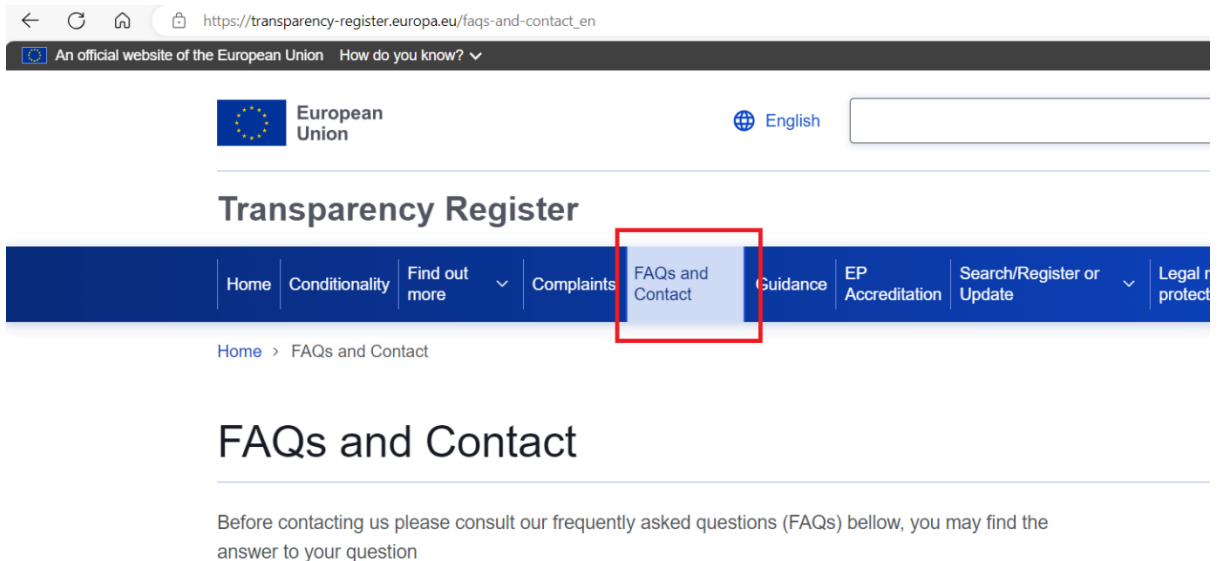 https://transparency-register.europa.eu/faqs-and-contact_en
An official website of the European Union How do you know?
European
Union
English
Transparency Register
Home
Conditionality
Find out
more
Complaints
FAQs and
Contact
Guidance
EP
Accreditation
Search/Register or
Update
Legal
protect
Home > FAQs and Contact
FAQs and Contact
Before contacting us please consult our frequently asked questions (FAQs) bellow, you may find the
answer to your question